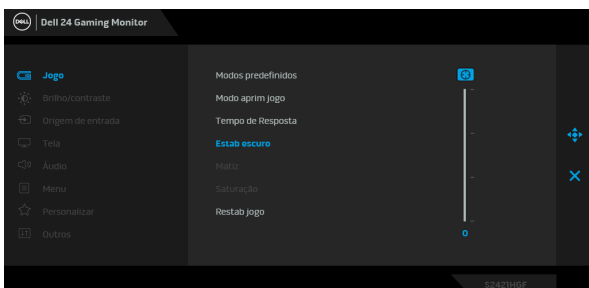 DELL
Dell 24 Gaming Monitor
Jogo
Brilho/contraste
Origem de entrada
Tela
Áudio
Menu
Personalizar
Outros
Modos predefinidos
Modo aprim jogo
Tempo de Resposta
Estab escuro
Matiz
Saturação
Restab jogo
0
S2421HGF